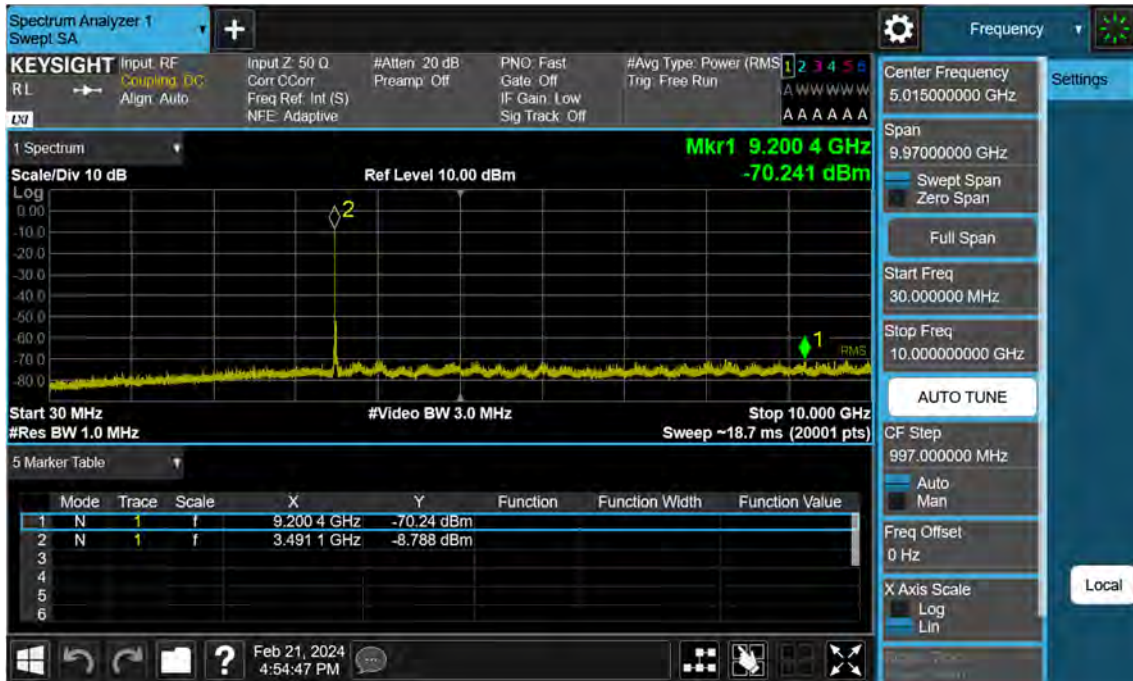 Spectrum Analyzer 1
Swept SA
+
Frequency
KEYSIGHT
RL
LXI
Input: RF
Coupling: DC
Align: Auto
Input Z: 50 Ω
Corr CCorr
Freq Ref: Int (S)
NFE: Adaptive
#Atten: 20 dB
Preamp: Off
PNO: Fast
Gate: Off
IF Gain: Low
Sig Track: Off
#Avg Type: Power (RMS
Trig: Free Run
1 2 3 4 5 6
A W W W W W
A A A A A A
1 Spectrum
Scale/Div 10 dB
Ref Level 10.00 dBm
Mkr1 9.200 4 GHz
-70.241 dBm
Log
0.00
-10.0
-20.0
-30.0
-40.0
-50.0
-60.0
-70.0
-80.0
2
1
RMS
Start 30 MHz
#Res BW 1.0 MHz
#Video BW 3.0 MHz
Stop 10.000 GHz
Sweep ~18.7 ms (20001 pts)
5 Marker Table
Mode Trace Scale X Y Function Function Width Function Value
1 N 1 f 9.200 4 GHz -70.24 dBm
2 N 1 f 3.491 1 GHz -8.788 dBm
3
4
5
6
?
Feb 21, 2024
4:54:47 PM
Center Frequency
5.015000000 GHz
Span
9.97000000 GHz
Swept Span
Zero Span
Full Span
Start Freq
30.000000 MHz
Stop Freq
10.000000000 GHz
AUTO TUNE
CF Step
997.000000 MHz
Auto
Man
Freq Offset
0 Hz
X Axis Scale
Log
Lin
Settings
Local